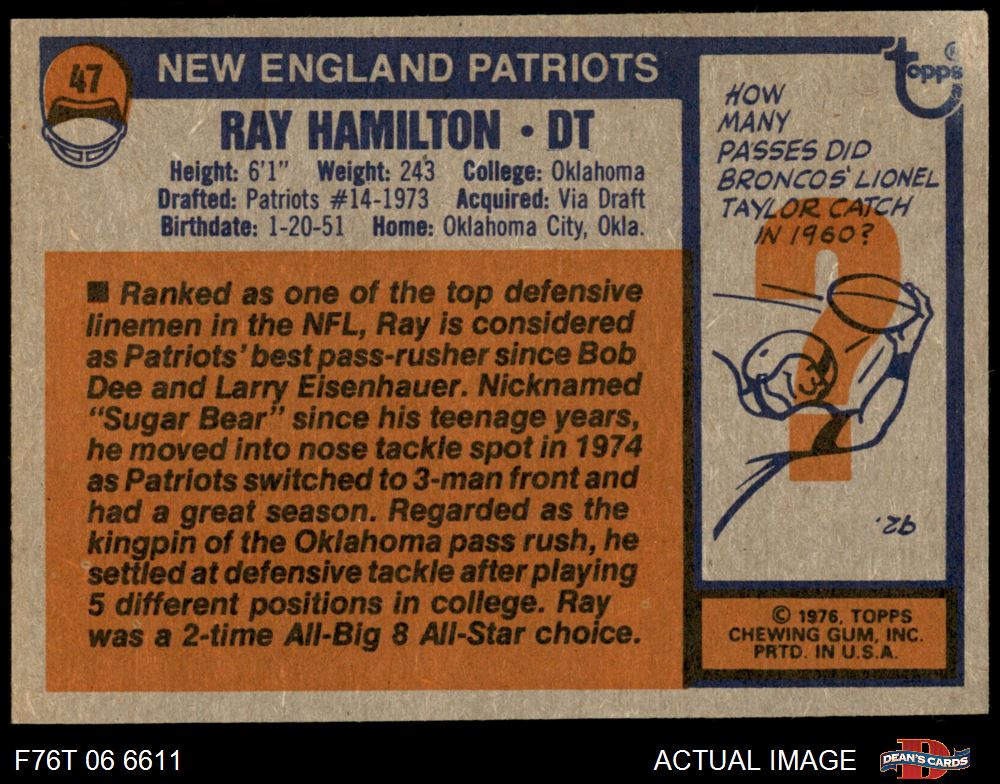 47
NEW ENGLAND PATRIOTS
RAY HAMILTON • DT
Height: 6'1" Weight: 243 College: Oklahoma
Drafted: Patriots #14-1973 Acquired: Via Draft
Birthdate: 1-20-51 Home: Oklahoma City, Okla.
■ Ranked as one of the top defensive
linemen in the NFL, Ray is considered
as Patriots' best pass-rusher since Bob
Dee and Larry Eisenhauer. Nicknamed
"Sugar Bear" since his teenage years,
he moved into nose tackle spot in 1974
as Patriots switched to 3-man front and
had a great season. Regarded as the
kingpin of the Oklahoma pass rush, he
settled at defensive tackle after playing
5 different positions in college. Ray
was a 2-time All-Big 8 All-Star choice.
Topps ®
HOW
MANY
PASSES DID
BRONCOS' LIONEL
TAYLOR CATCH
IN 1960?
?
92.
© 1976, TOPPS
CHEWING GUM, INC.
PRTD. IN U.S.A.
F76T 06 6611
ACTUAL IMAGE
DEAN'S CARDS